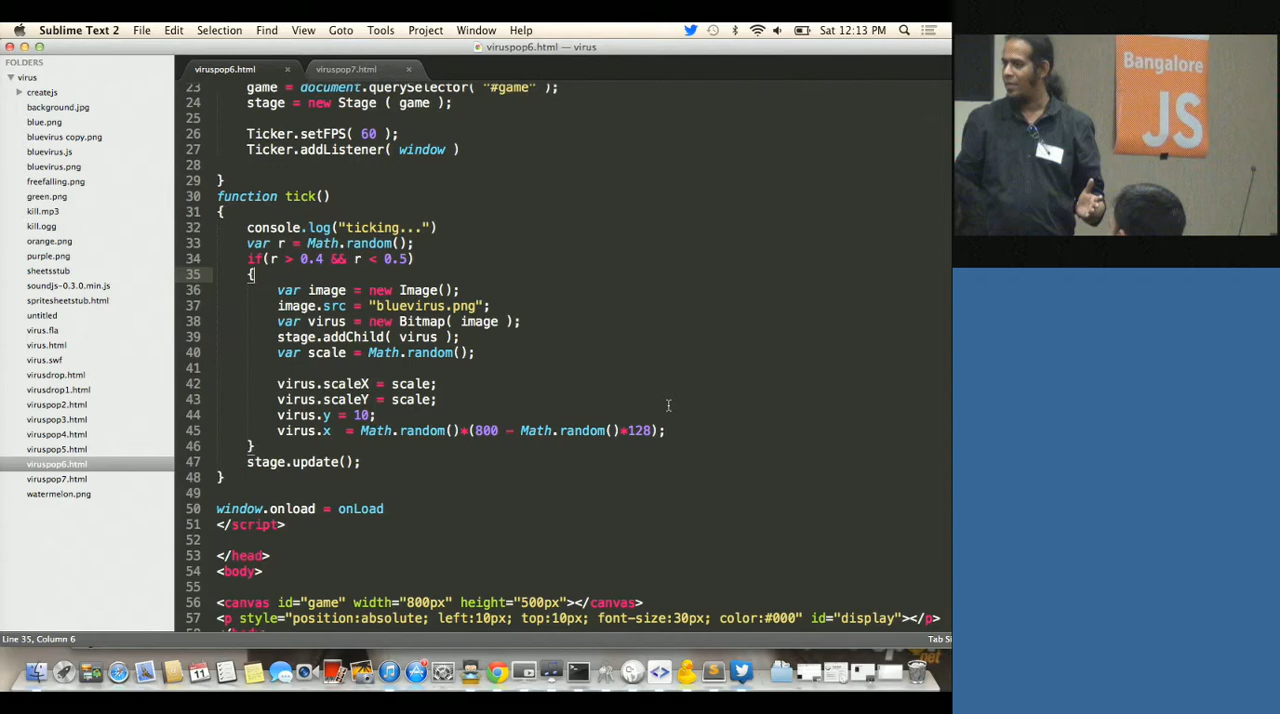 Sublime Text 2 File Edit Selection Find View Goto Tools Project Window Help Sat 12:13 PM
viruspop6.html — virus
FOLDERS
virus
createjs
background.jpg
blue.png
bluevirus copy.png
bluevirus.js
bluevirus.png
freefalling.png
green.png
kill.mp3
kill.ogg
orange.png
purple.png
sheetsstub
soundjs-0.3.0.min.js
spritesheetstub.html
untitled
virus.fla
virus.html
virus.swf
virusdrop.html
virusdrop1.html
viruspop2.html
viruspop3.html
viruspop4.html
viruspop5.html
viruspop6.html
viruspop7.html
watermelon.png
viruspop6.html × viruspop7.html ×
23 game = document.querySelector( "#game" );
24 stage = new Stage ( game );
25
26 Ticker.setFPS( 60 );
27 Ticker.addListener( window )
28
29 }
30 function tick()
31 {
32 console.log("ticking...")
33 var r = Math.random();
34 if(r > 0.4 && r < 0.5)
35 {
36 var image = new Image();
37 image.src = "bluevirus.png";
38 var virus = new Bitmap( image );
39 stage.addChild( virus );
40 var scale = Math.random();
41
42 virus.scaleX = scale;
43 virus.scaleY = scale;
44 virus.y = 10;
45 virus.x = Math.random()*(800 - Math.random()*128);
46 }
47 stage.update();
48 }
49
50 window.onload = onLoad
51 </script>
52
53 </head>
54 <body>
55
56 <canvas id="game" width="800px" height="500px"></canvas>
57 <p style="position:absolute; left:10px; top:10px; font-size:30px; color:#000" id="display"></p>
Line 35, Column 6
Tab Si
Bangalore
JS